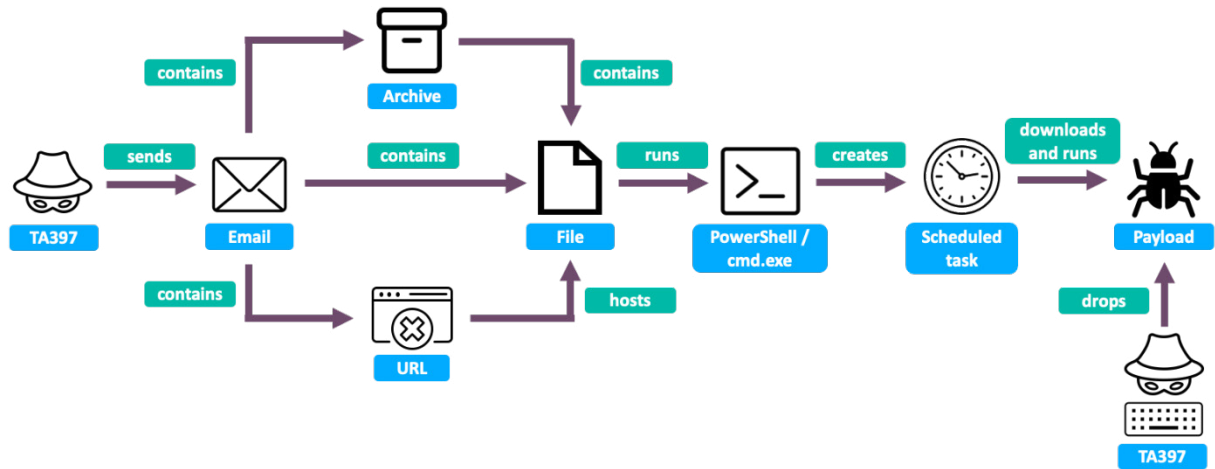 contains
Archive
contains
sends
contains
runs
creates
downloads
and runs
TA397
Email
File
PowerShell /
cmd.exe
Scheduled
task
Payload
contains
URL
hosts
drops
TA397